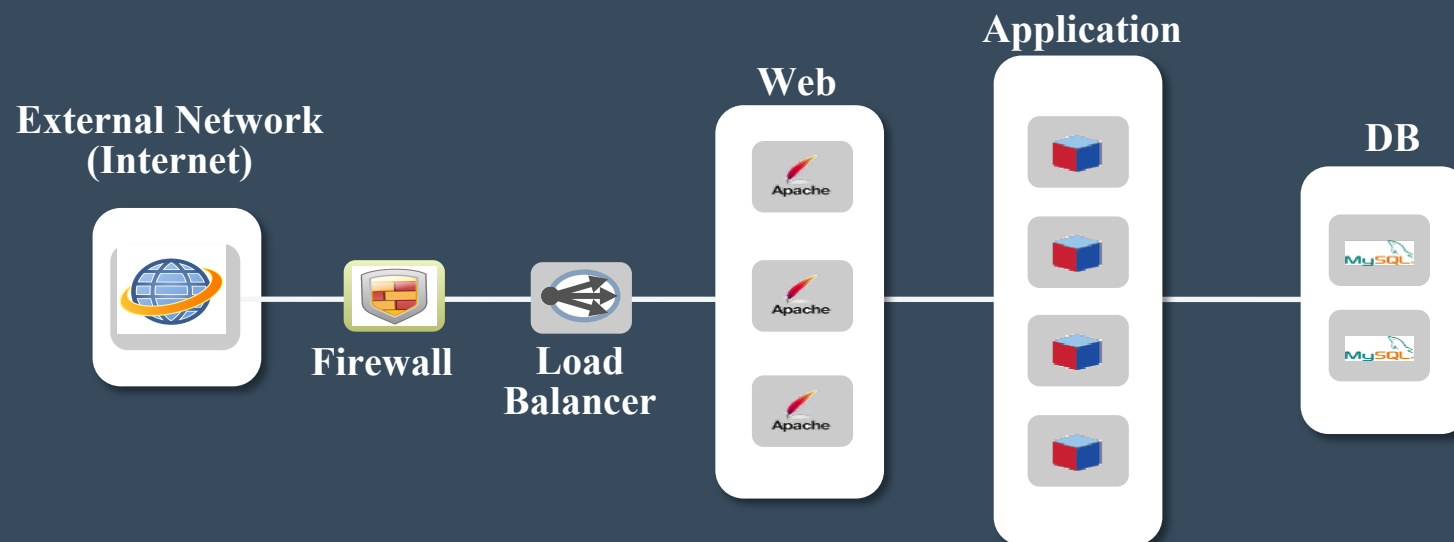 External Network
(Internet)
Firewall
Load
Balancer
Web
Apache
Apache
Apache
Application
DB
MySQL
MySQL